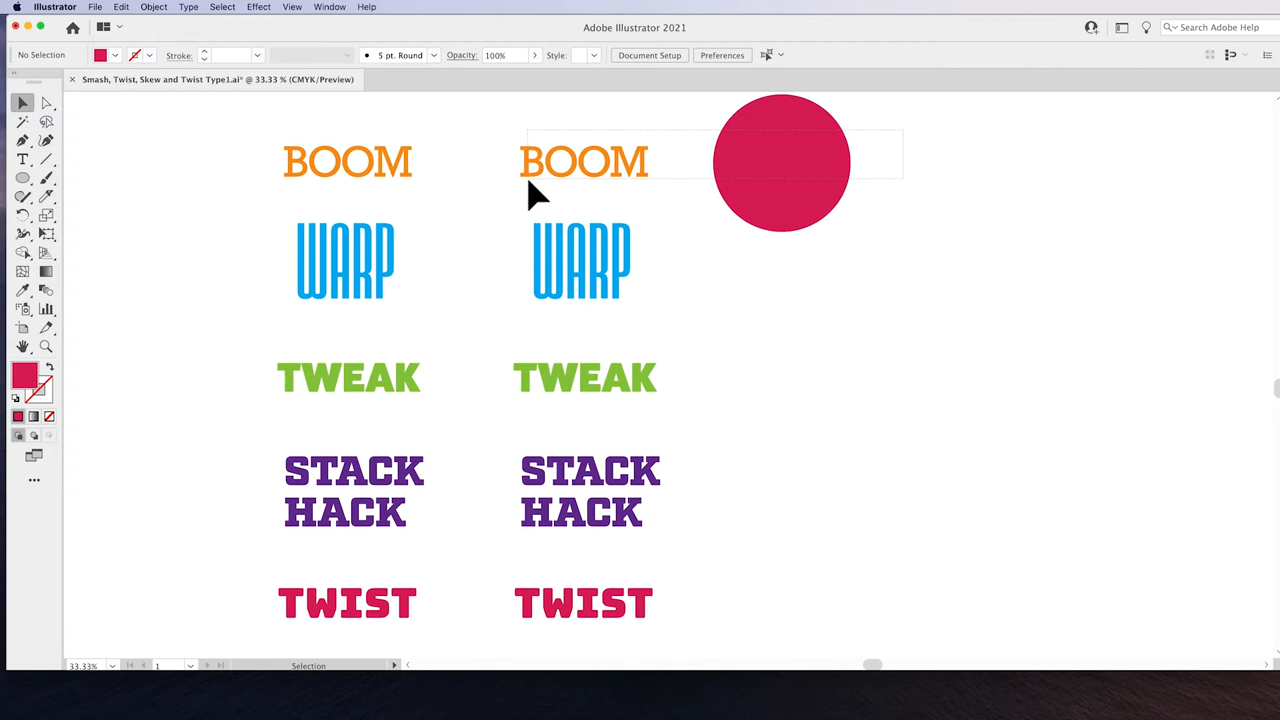 Illustrator File Edit Object Type Select Effect View Window Help
Adobe Illustrator 2021
Search Adobe Help
No Selection Stroke: 5 pt. Round Opacity: 100% Style: Document Setup Preferences
× Smash, Twist, Skew and Twist Type1.ai* @ 33.33 % (CMYK/Preview)
BOOM BOOM
WARP WARP
TWEAK TWEAK
STACK STACK
HACK HACK
TWIST TWIST
33.33% 1 Selection